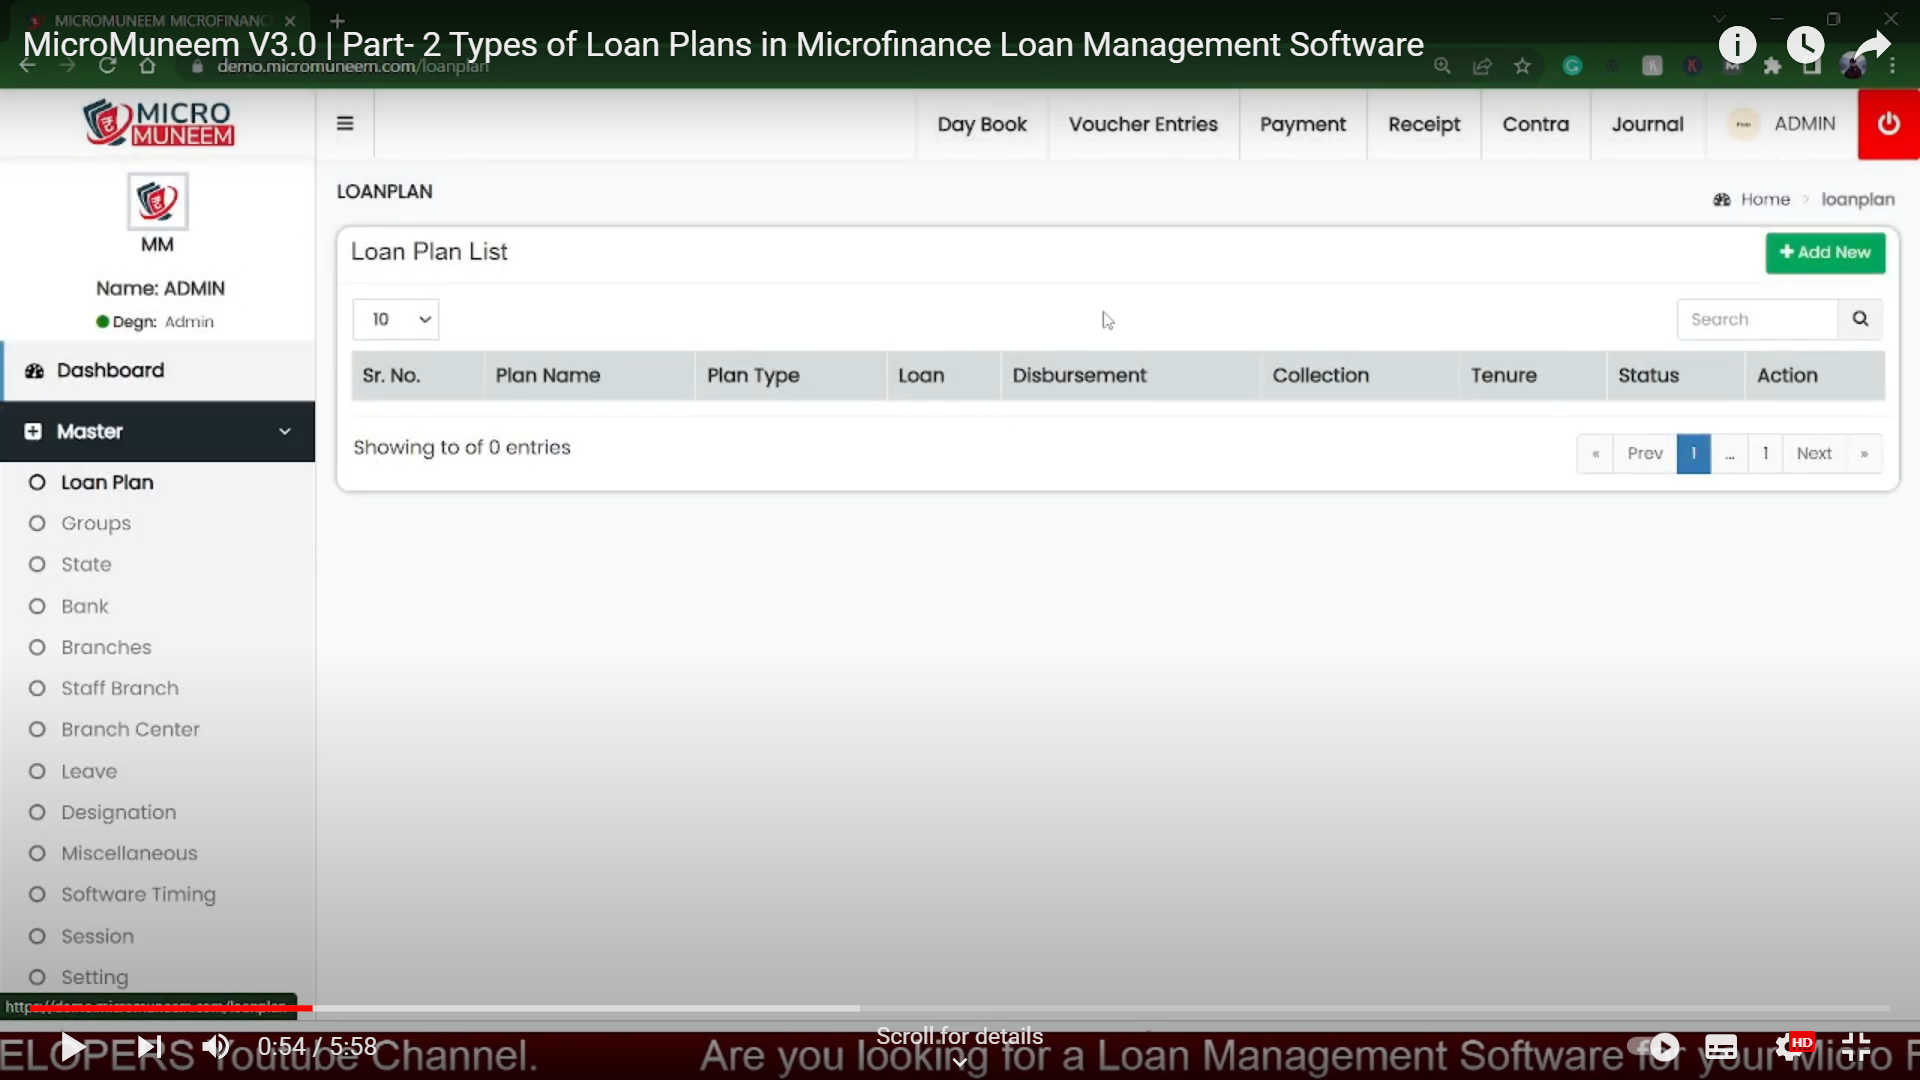 MICROMUNEEM MICROFINANC
MicroMuneem V3.0 | Part- 2 Types of Loan Plans in Microfinance Loan Management Software
demo.micromuneem.com/loanplan
MICRO
MUNEEM
Day Book
Voucher Entries
Payment
Receipt
Contra
Journal
ADMIN
MM
Name: ADMIN
Degn: Admin
Dashboard
Master
Loan Plan
Groups
State
Bank
Branches
Staff Branch
Branch Center
Leave
Designation
Miscellaneous
Software Timing
Session
Setting
LOANPLAN
Home > loanplan
Loan Plan List
+ Add New
10
Search
Sr. No. Plan Name Plan Type Loan Disbursement Collection Tenure Status Action
Showing to of 0 entries
« Prev 1 ... 1 Next »
https://demo.micromuneem.com/loanplan
0:54 / 5:58
Scroll for details
HD
ELOPERS Youtube Channel. Are you looking for a Loan Management Software for your Micro F